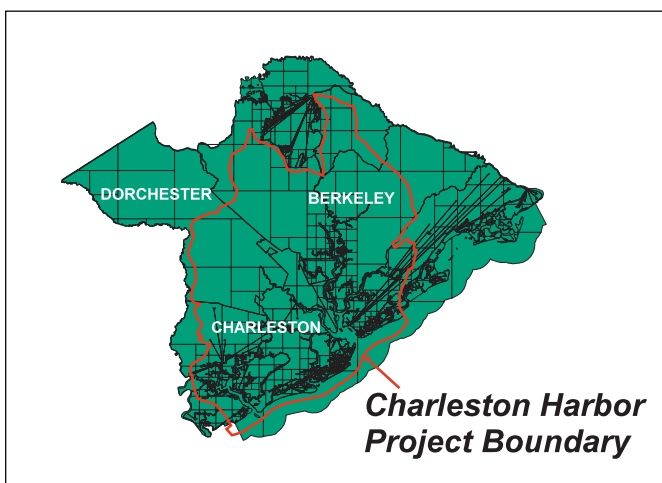 DORCHESTER
BERKELEY
CHARLESTON
Charleston Harbor
Project Boundary